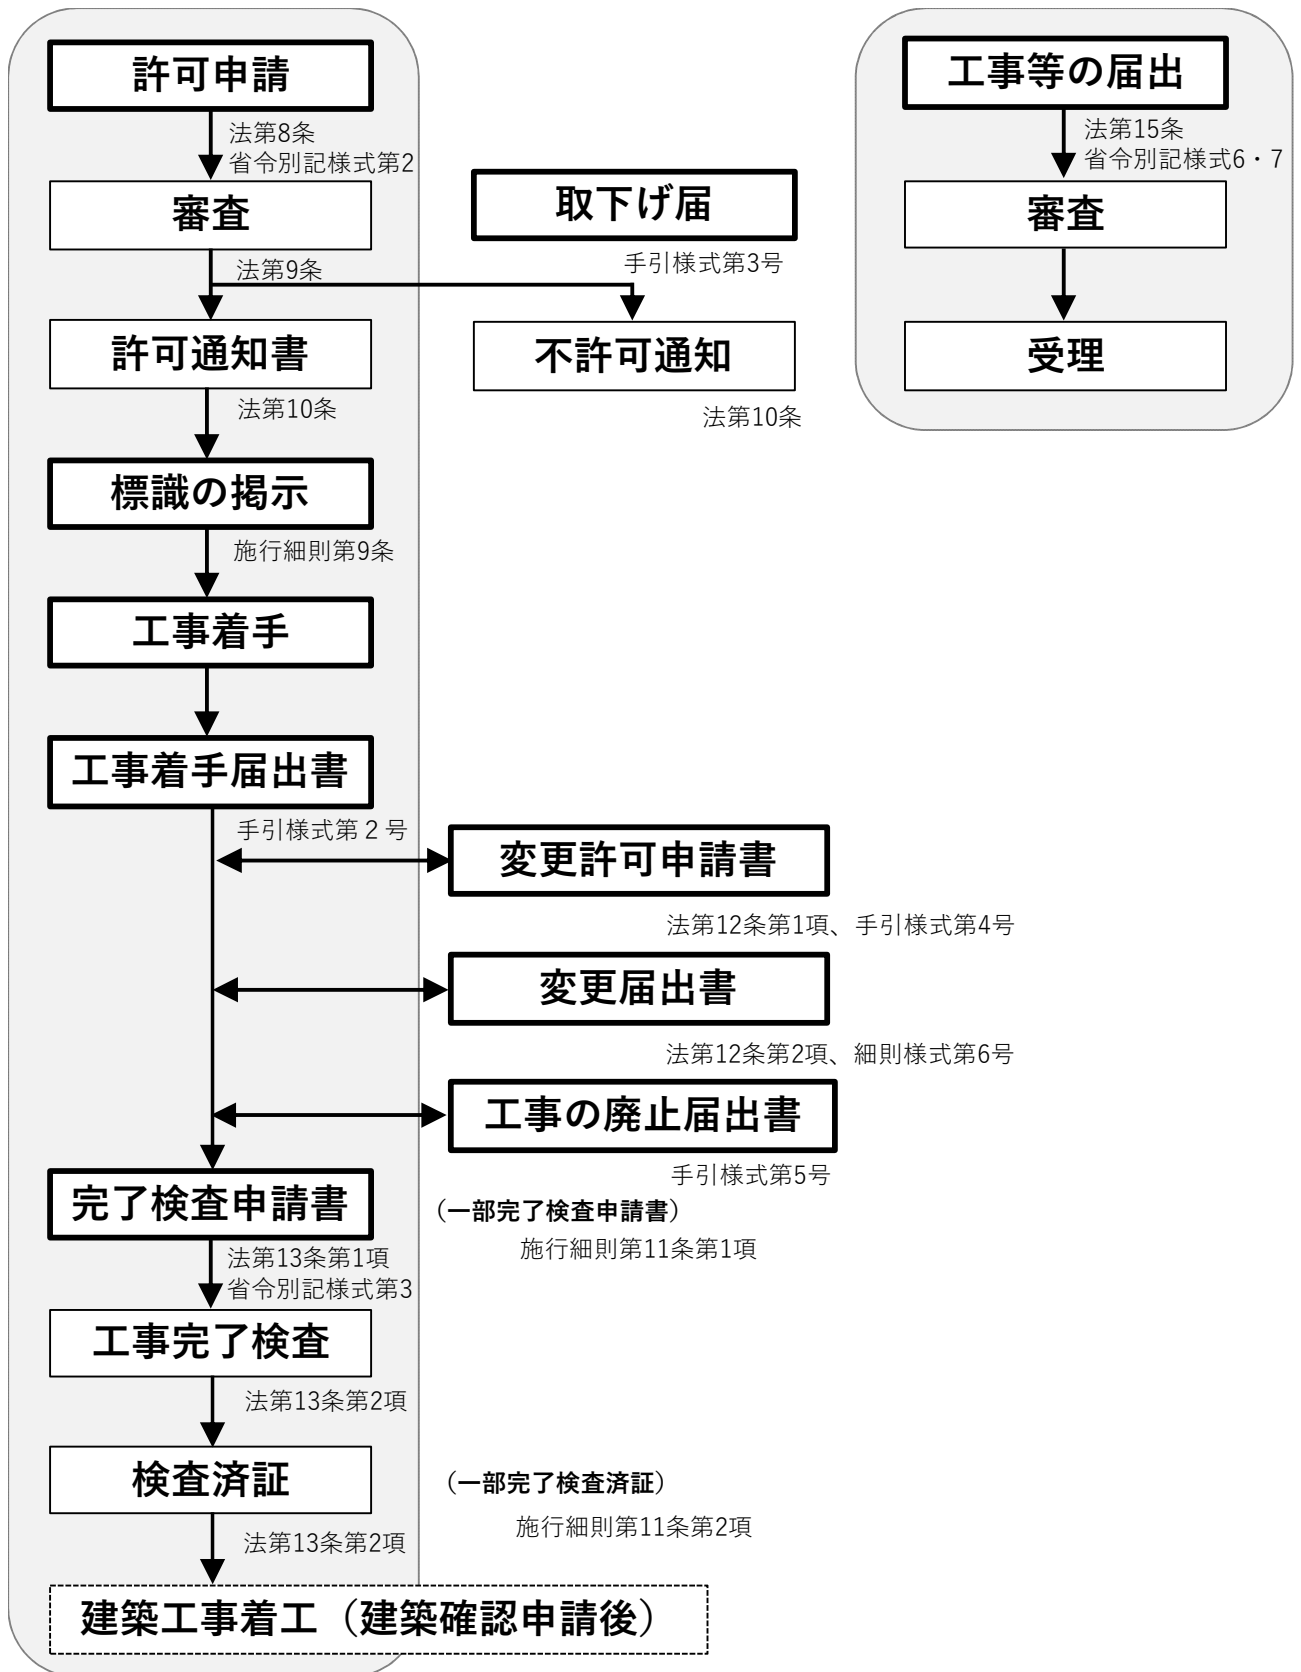 許可申請
法第8条
省令別記様式第2
審査
法第9条
取下げ届
手引様式第3号
許可通知書
法第10条
不許可通知
法第10条
標識の掲示
施行細則第9条
工事着手
工事着手届出書
手引様式第２号
変更許可申請書
法第12条第1項、手引様式第4号
変更届出書
法第12条第2項、細則様式第6号
工事の廃止届出書
手引様式第5号
完了検査申請書
（一部完了検査申請書）
施行細則第11条第1項
法第13条第1項
省令別記様式第3
工事完了検査
法第13条第2項
検査済証
（一部完了検査済証）
施行細則第11条第2項
法第13条第2項
建築工事着工（建築確認申請後）
工事等の届出
法第15条
省令別記様式6・7
審査
受理